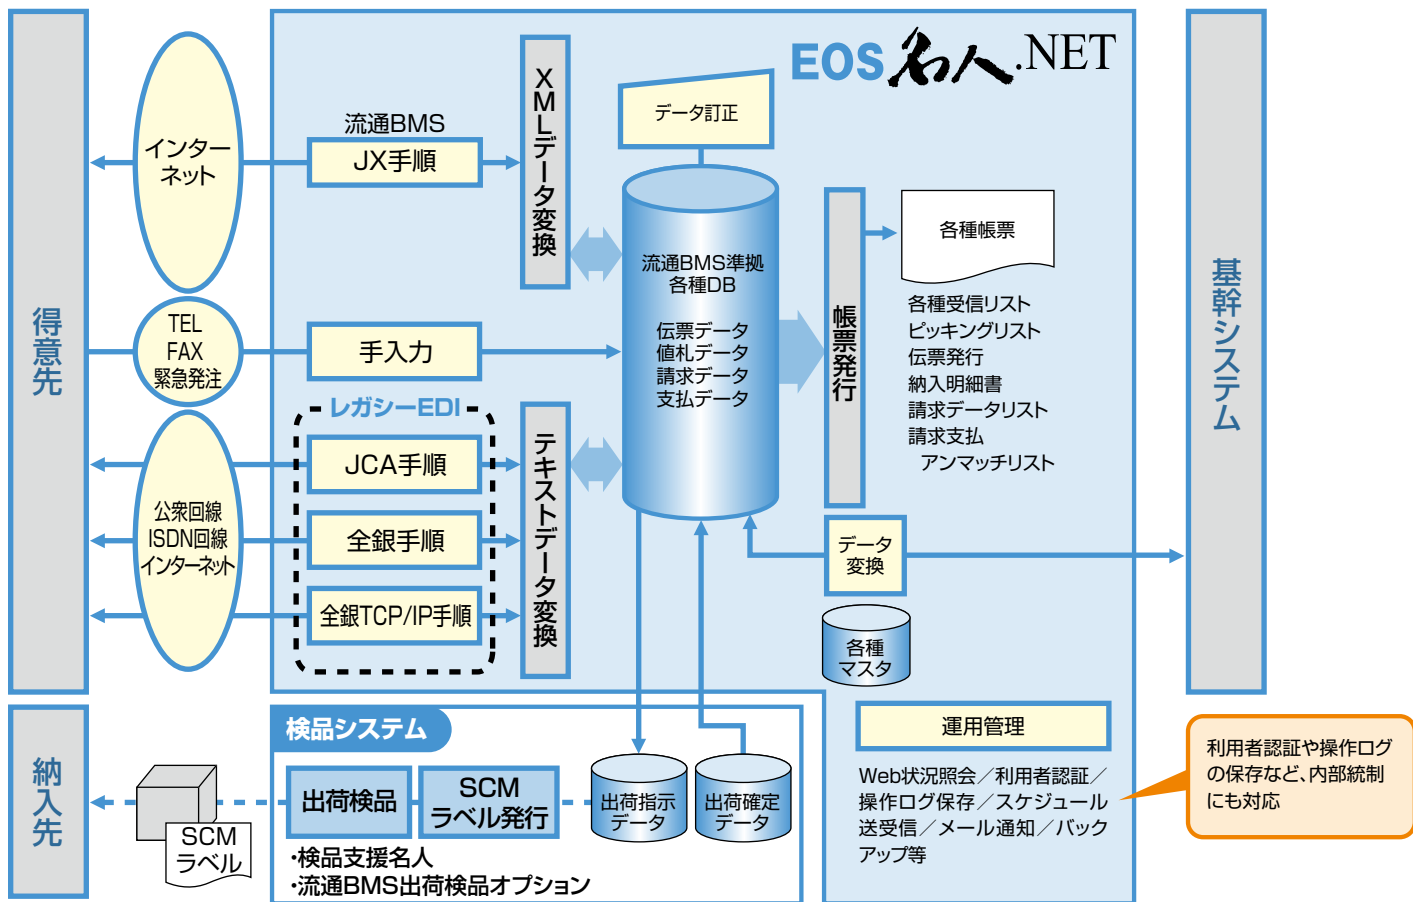 EOS名人.NET
得意先
インター
ネット
流通BMS
JX手順
XMLデータ変換
データ訂正
流通BMS準拠
各種DB
伝票データ
値札データ
請求データ
支払データ
帳票発行
各種帳票
各種受信リスト
ピッキングリスト
伝票発行
納入明細書
請求データリスト
請求支払
アンマッチリスト
基幹システム
TEL
FAX
緊急発注
手入力
レガシーEDI
JCA手順
全銀手順
全銀TCP/IP手順
公衆回線
ISDN回線
インターネット
テキストデータ変換
データ
変換
各種
マスタ
運用管理
Web状況照会／利用者認証／
操作ログ保存／スケジュール
送受信／メール通知／バック
アップ等
利用者認証や操作ログ
の保存など、内部統制
にも対応
納入先
SCM
ラベル
検品システム
出荷検品
SCM
ラベル発行
出荷指示
データ
出荷確定
データ
・検品支援名人
・流通BMS出荷検品オプション